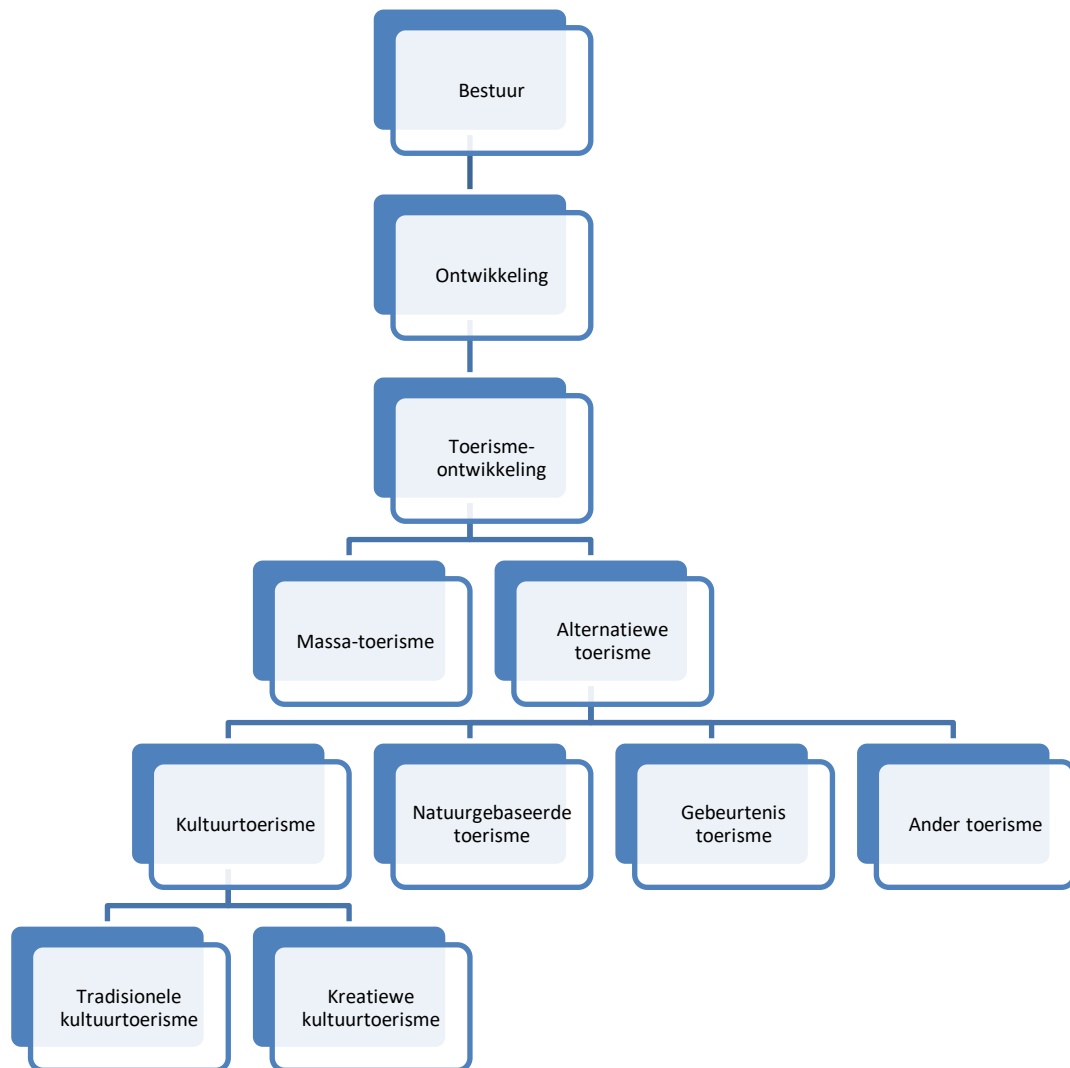 Bestuur
Ontwikkeling
Toerisme-
ontwikkeling
Massa-toerisme
Alternatiewe
toerisme
Kultuurtoerisme
Natuurgebaseerde
toerisme
Gebeurtenis
toerisme
Ander toerisme
Tradisionele
kultuurtoerisme
Kreatiewe
kultuurtoerisme